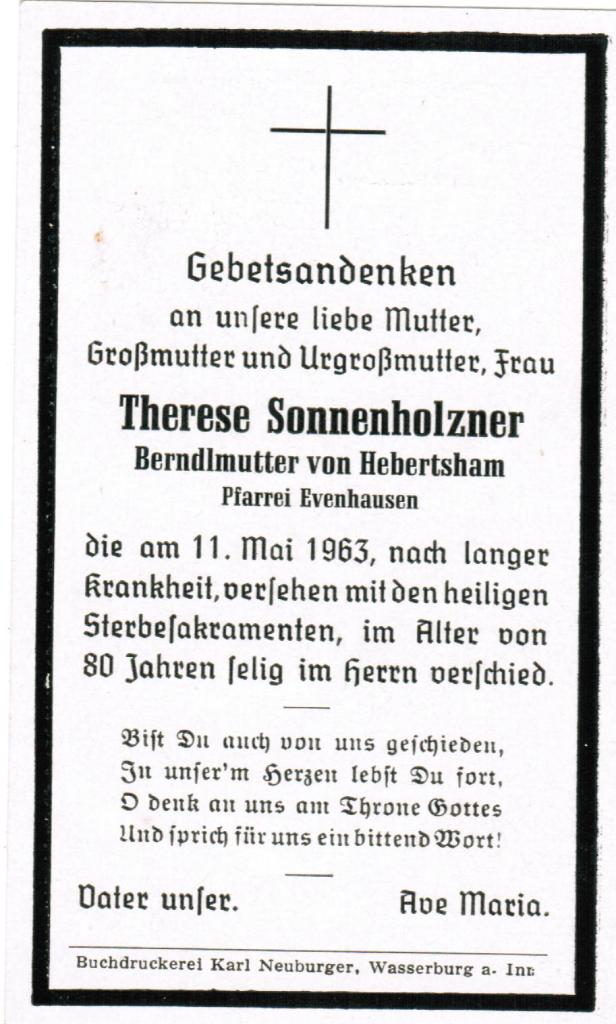 Gebetsandenken
an unsere liebe Mutter,
Großmutter und Urgroßmutter, Frau
Therese Sonnenholzner
Berndlmutter von Hebertsham
Pfarrei Evenhausen
die am 11. Mai 1963, nach langer
Krankheit, versehen mit den heiligen
Sterbesakramenten, im Alter von
80 Jahren selig im Herrn verschied.
Bist Du auch von uns geschieden,
In unser'm Herzen lebst Du fort,
O denk an uns am Throne Gottes
Und sprich für uns ein bittend Wort!
Vater unser. Ave Maria.
Buchdruckerei Karl Neuburger, Wasserburg a. Inn